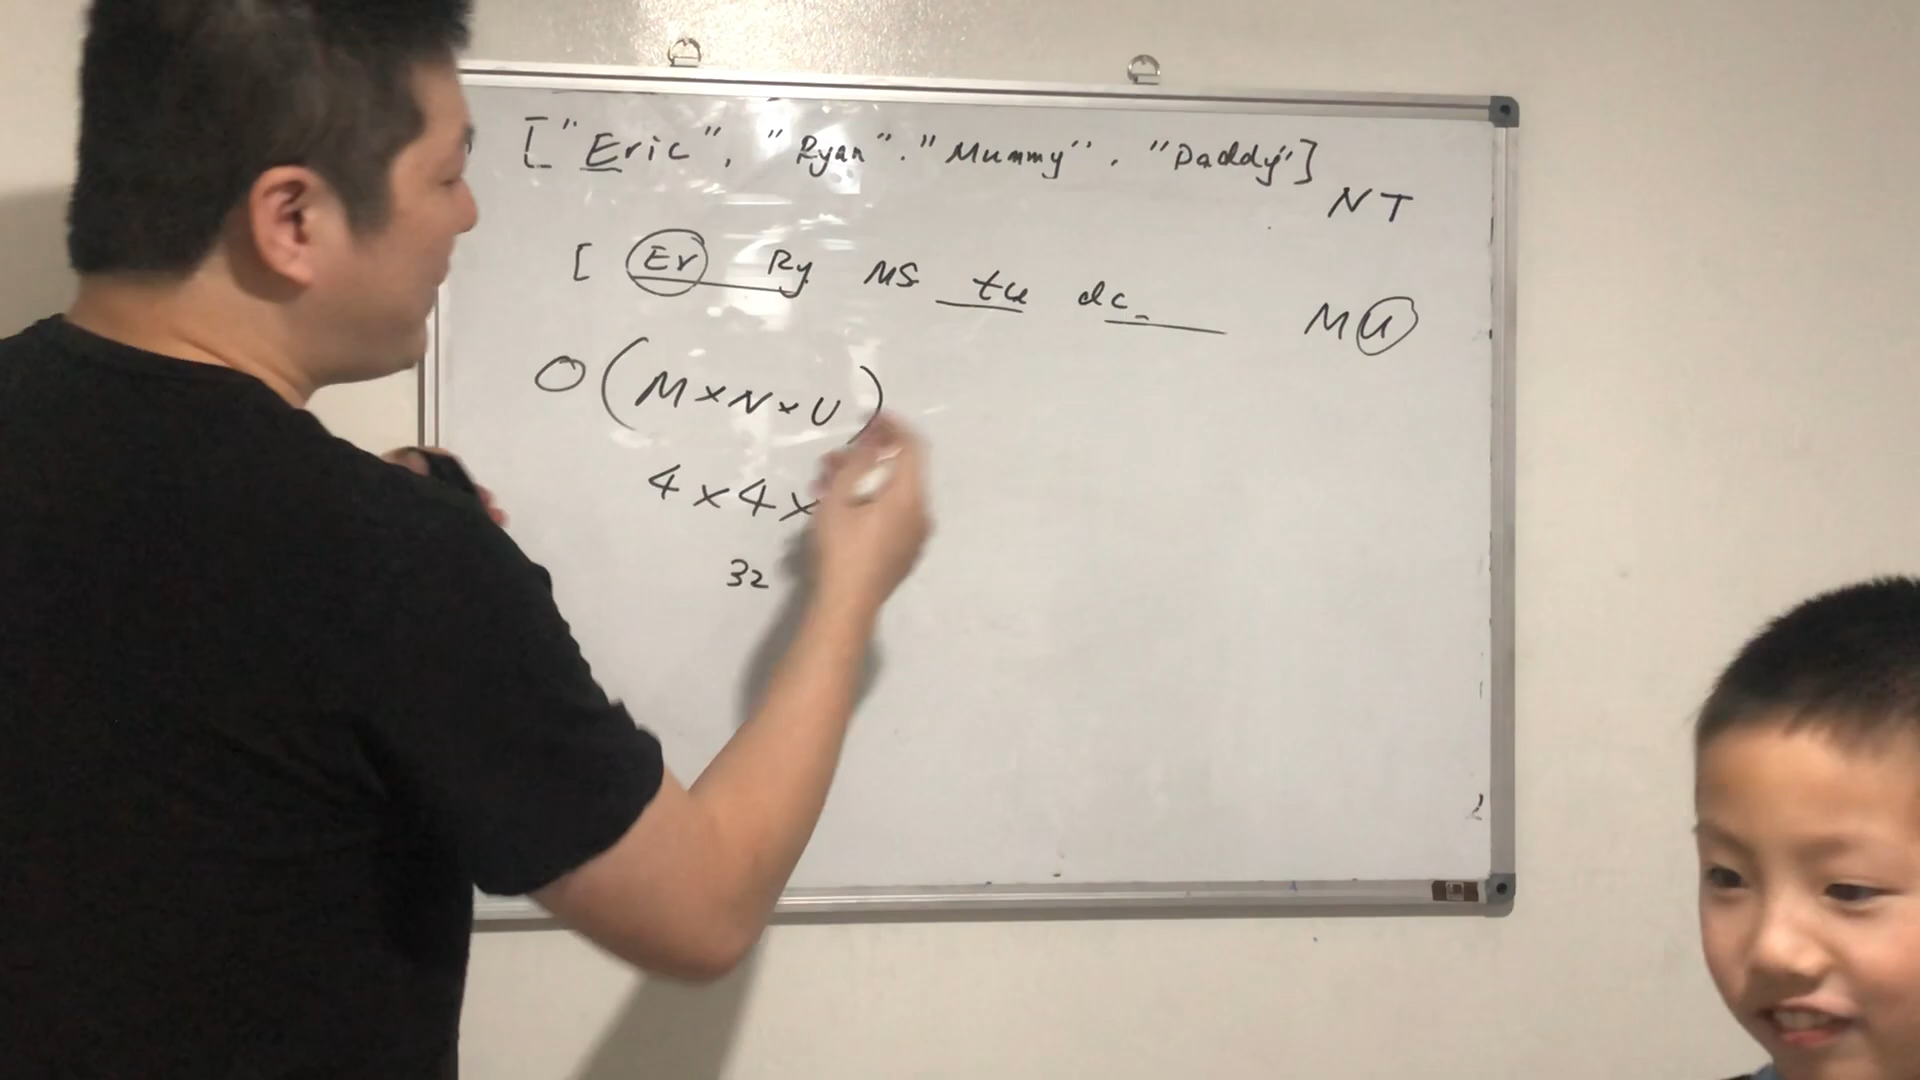 ["Eric", "Ryan"."Mummy", "Daddy"]
NT
[ Er Ry MS tu dc
MU
O(M×N×U)
4×4×
32